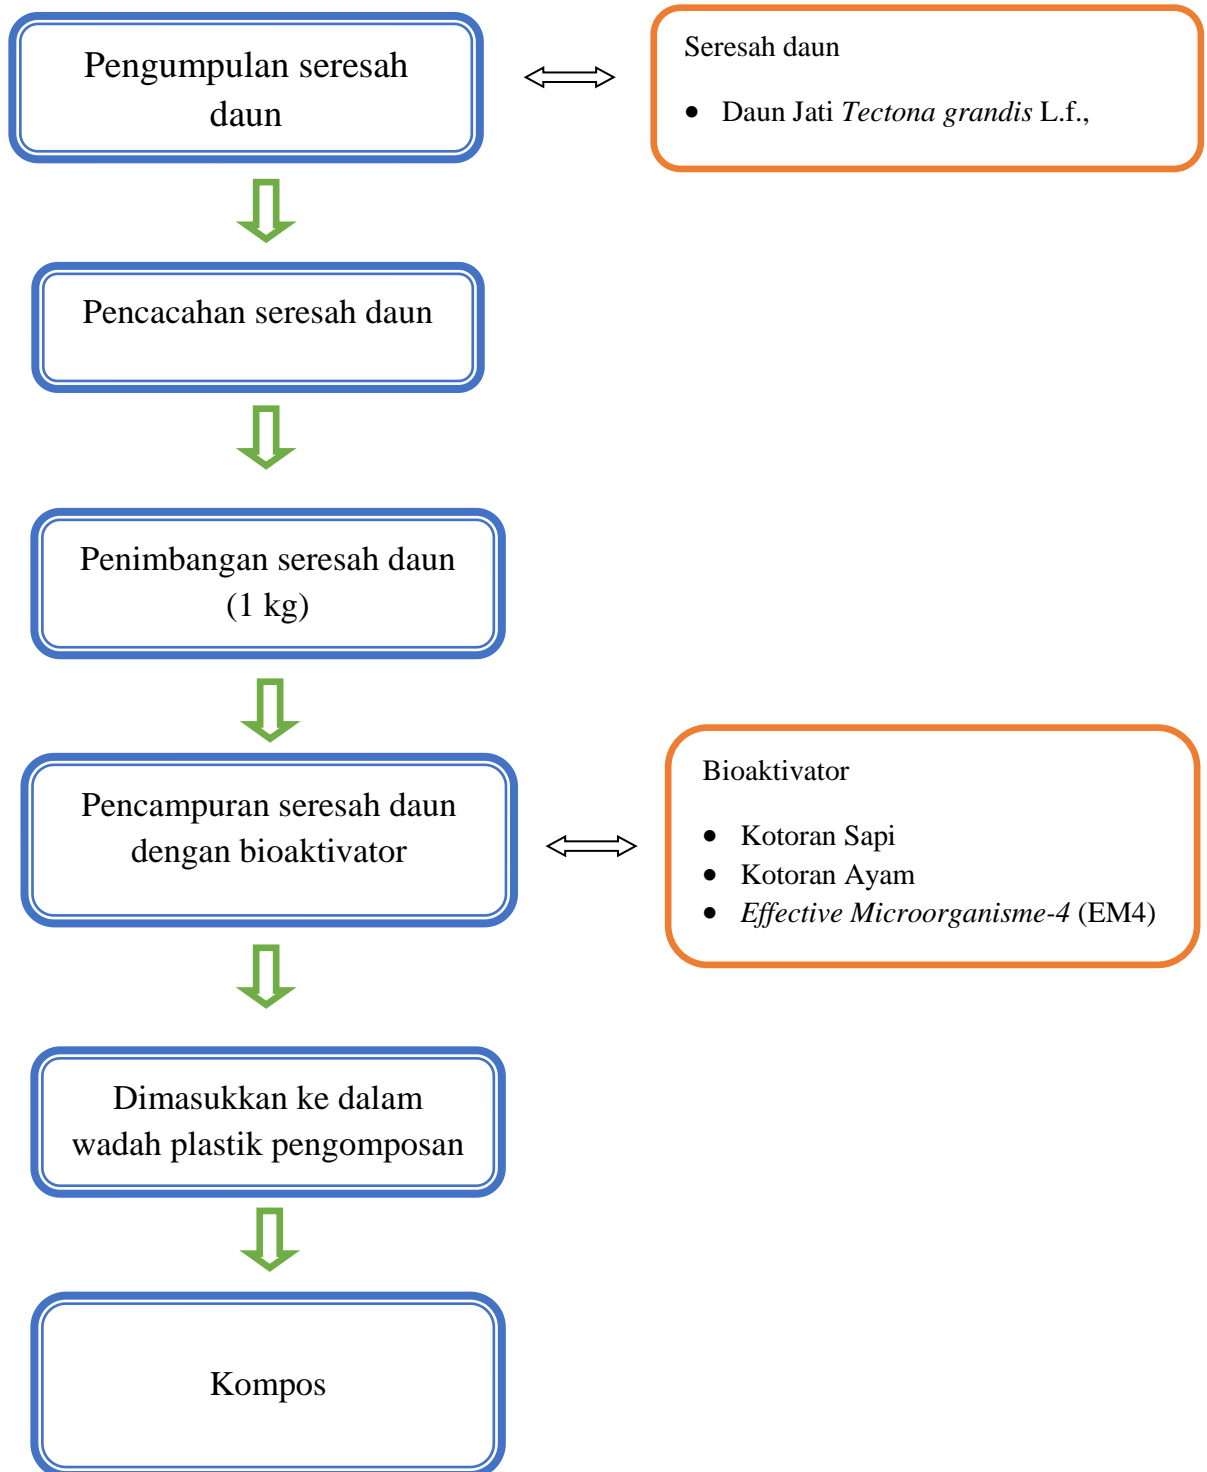 Pengumpulan seresah
daun
Seresah daun
• Daun Jati Tectona grandis L.f.,
Pencacahan seresah daun
Penimbangan seresah daun
(1 kg)
Pencampuran seresah daun
dengan bioaktivator
Bioaktivator
• Kotoran Sapi
• Kotoran Ayam
• Effective Microorganisme-4 (EM4)
Dimasukkan ke dalam
wadah plastik pengomposan
Kompos